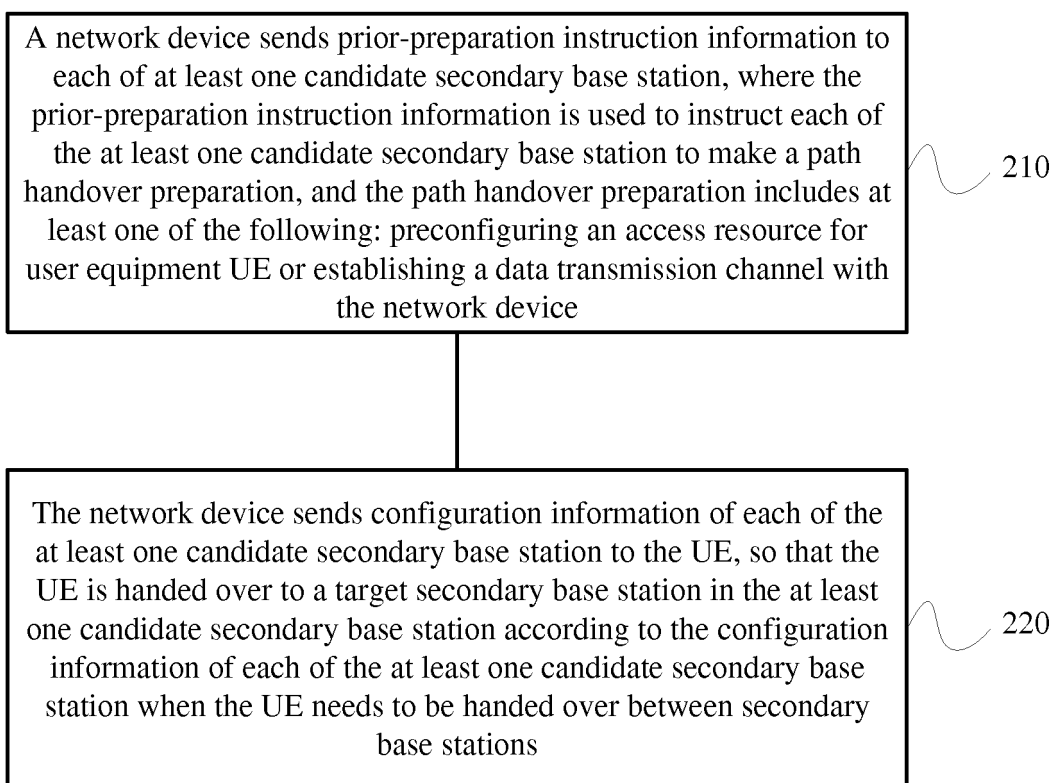 A network device sends prior-preparation instruction information to
each of at least one candidate secondary base station, where the
prior-preparation instruction information is used to instruct each of
the at least one candidate secondary base station to make a path
handover preparation, and the path handover preparation includes at
least one of the following: preconfiguring an access resource for
user equipment UE or establishing a data transmission channel with
the network device
210
The network device sends configuration information of each of the
at least one candidate secondary base station to the UE, so that the
UE is handed over to a target secondary base station in the at least
one candidate secondary base station according to the configuration
information of each of the at least one candidate secondary base
station when the UE needs to be handed over between secondary
base stations
220